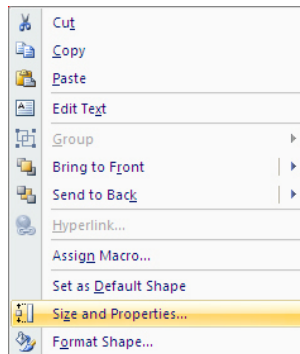 Cut
Copy
Paste
Edit Text
Group
Bring to Front
Send to Back
Hyperlink...
Assign Macro...
Set as Default Shape
Size and Properties...
Format Shape...